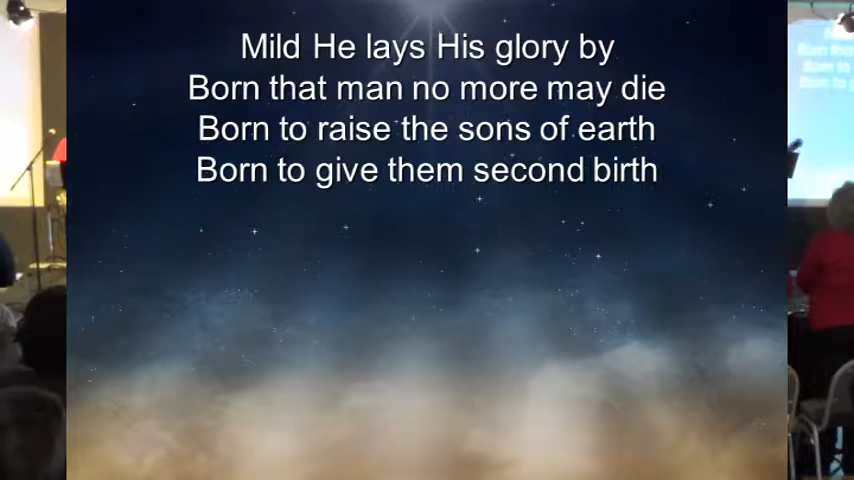 Mild He lays His glory by
Born that man no more may die
Born to raise the sons of earth
Born to give them second birth